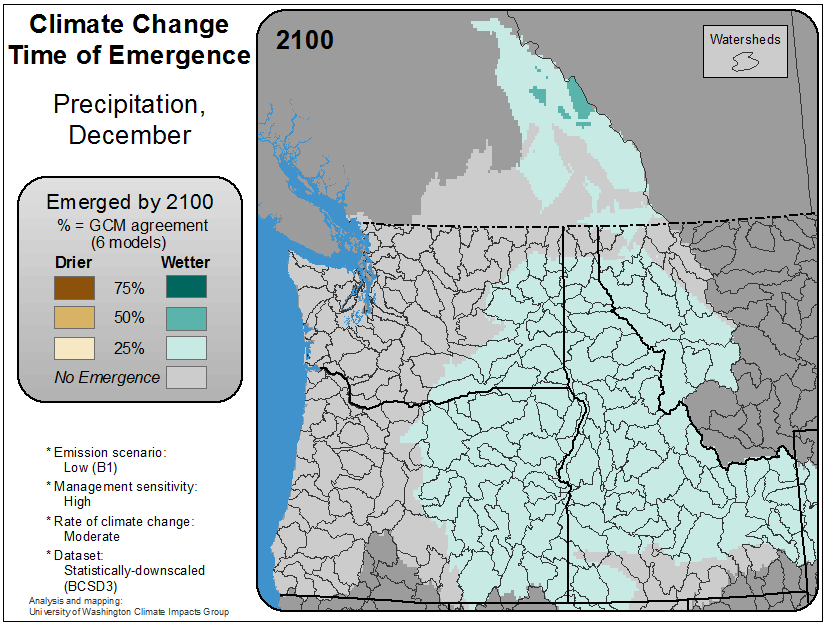 Climate Change
Time of Emergence
Precipitation,
December
Emerged by 2100
% = GCM agreement
(6 models)
Drier Wetter
75%
50%
25%
No Emergence
* Emission scenario:
Low (B1)
* Management sensitivity:
High
* Rate of climate change:
Moderate
* Dataset:
Statistically-downscaled
(BCSD3)
Analysis and mapping:
University of Washington Climate Impacts Group
2100
Watersheds